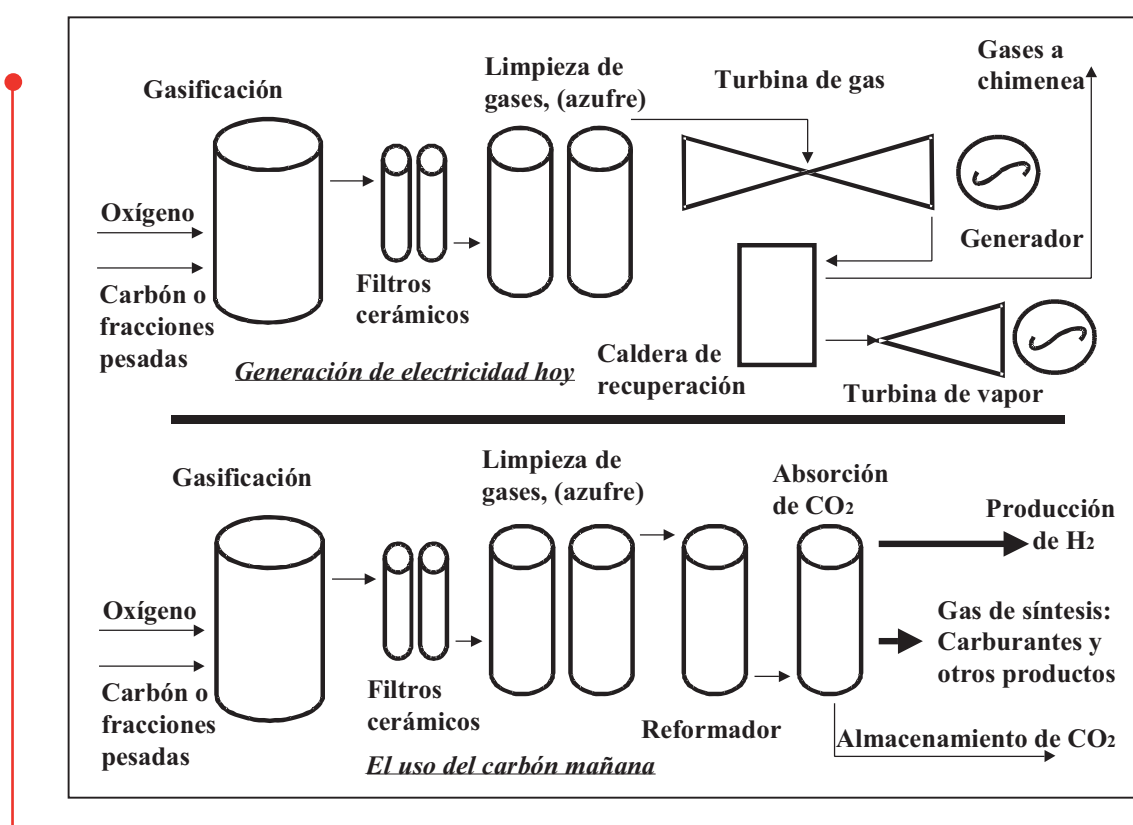 Gasificación
Limpieza de
gases, (azufre)
Turbina de gas
Gases a
chimenea
Oxígeno
Carbón o
fracciones
pesadas
Filtros
cerámicos
Generador
Caldera de
recuperación
Turbina de vapor
Generación de electricidad hoy
Gasificación
Limpieza de
gases, (azufre)
Absorción
de CO2
Producción
de H2
Oxígeno
Carbón o
fracciones
pesadas
Filtros
cerámicos
Reformador
Gas de síntesis:
Carburantes y
otros productos
Almacenamiento de CO2
El uso del carbón mañana